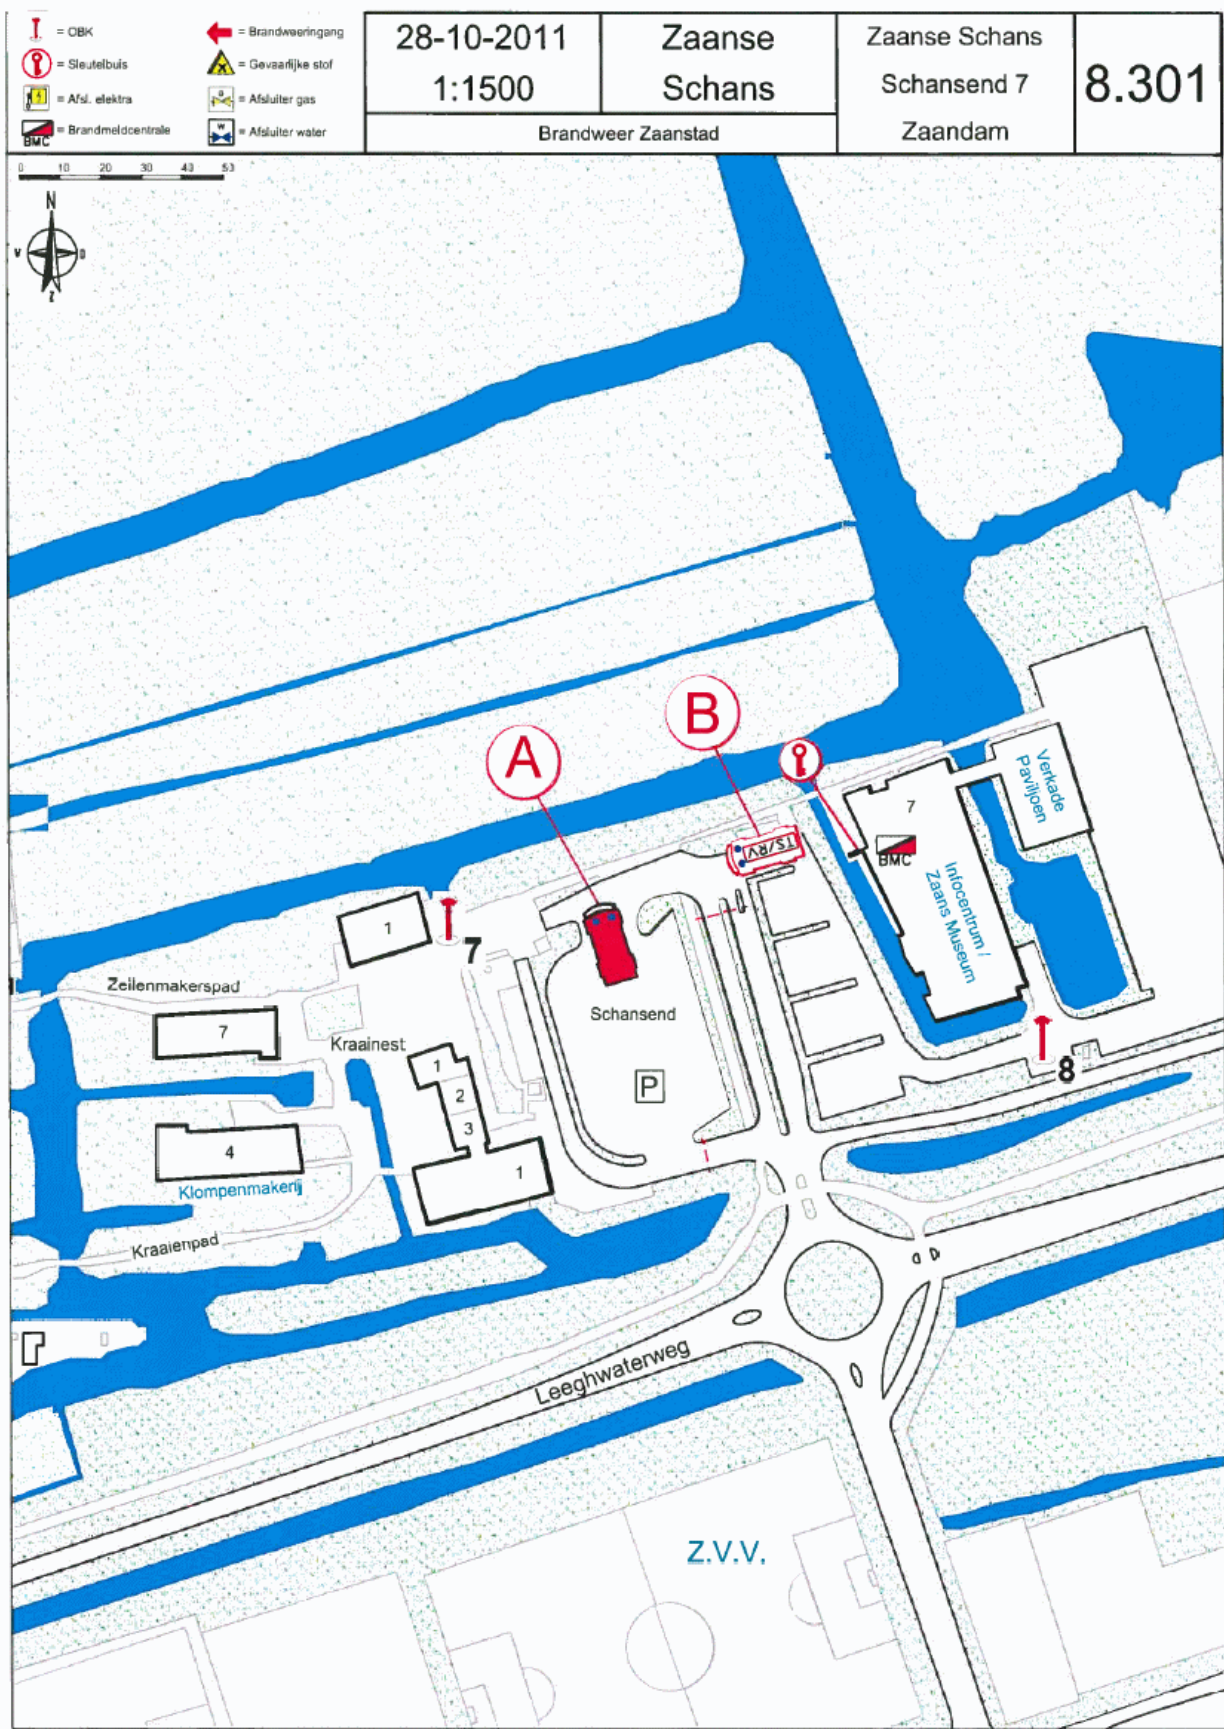 = OBK
= Sleutelbuis
= Afsl. elektra
BMC = Brandmeldcentrale
= Brandweeringang
= Gevaarlijke stof
G = Afsluiter gas
W = Afsluiter water
28-10-2011
1:1500
Zaanse
Schans
Brandweer Zaanstad
Zaanse Schans
Schansend 7
Zaandam
8.301
0 10 20 30 40 50
N
W O
Z
B
A
Verkade
Paviljoen
7
TS/RV
BMC
Infocentrum /
Zaans Museum
1
7
Zeilenmakerspad
Schansend
7
Kraainest
8
1
P
2
3
4
1
Klompenmakerij
Kraaienpad
Leeghwaterweg
Z.V.V.